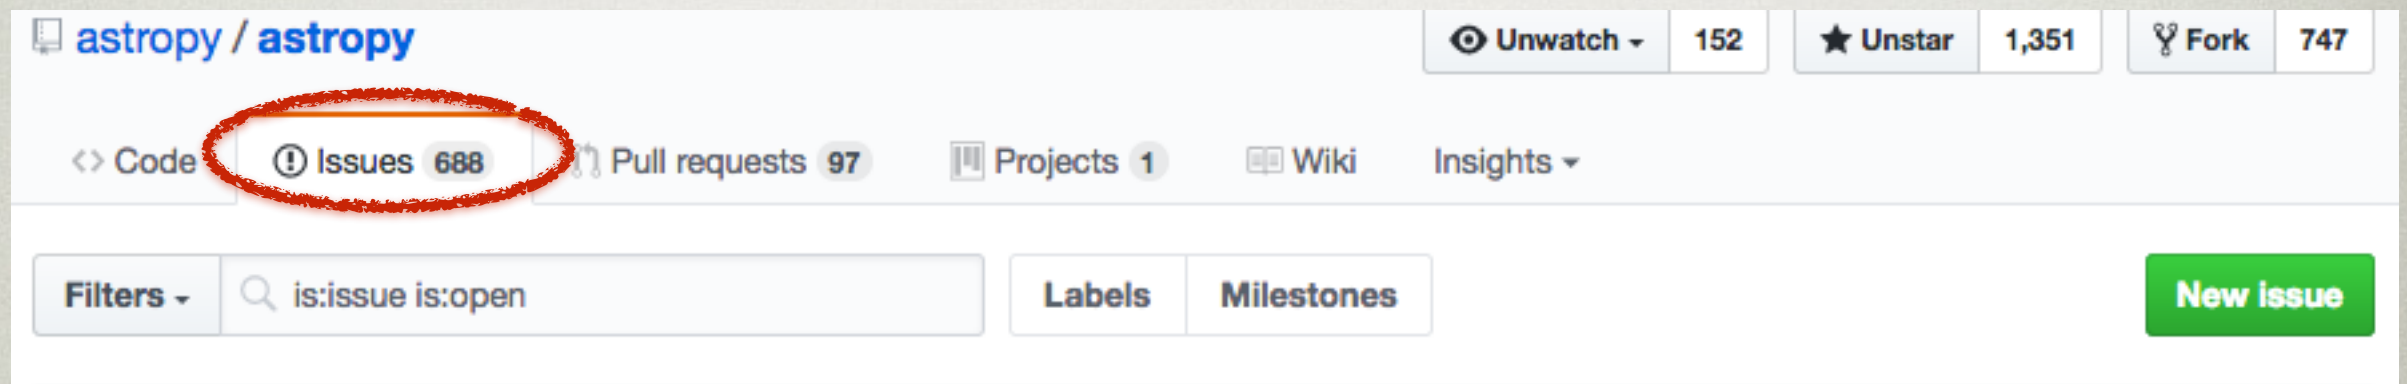 astropy / astropy Unwatch 152 Unstar 1,351 Fork 747
Code Issues 688 Pull requests 97 Projects 1 Wiki Insights
Filters is:issue is:open Labels Milestones New issue